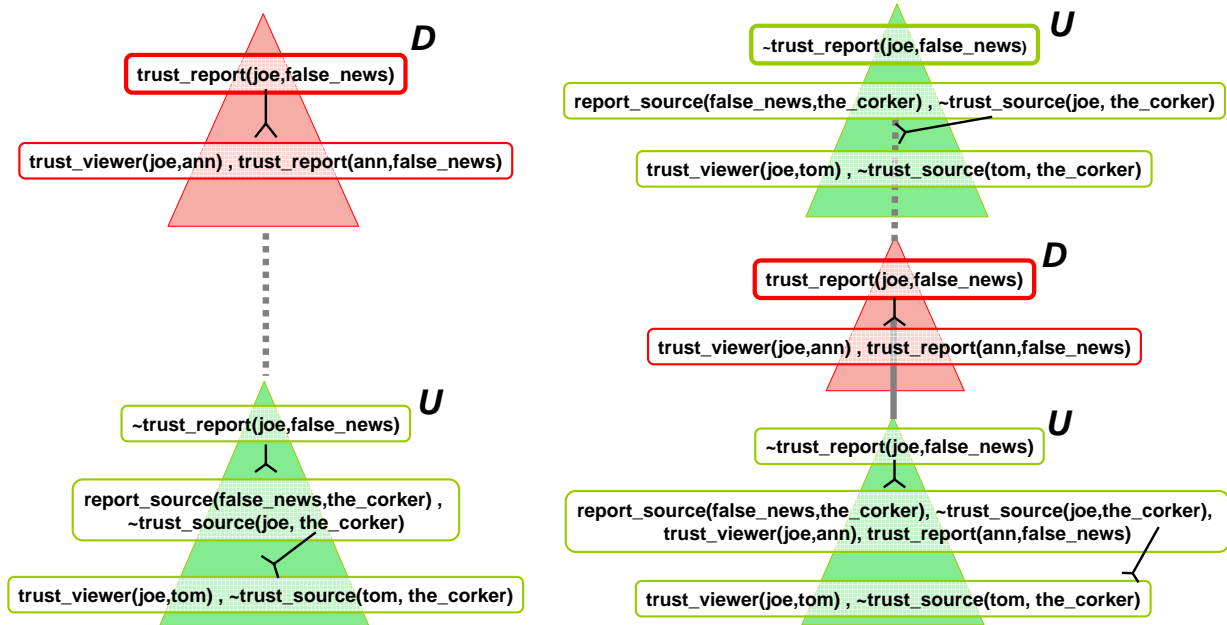 D
trust_report(joe,false_news)
trust_viewer(joe,ann) , trust_report(ann,false_news)
U
~trust_report(joe,false_news)
report_source(false_news,the_corker) ,
~trust_source(joe, the_corker)
trust_viewer(joe,tom) , ~trust_source(tom, the_corker)
U
~trust_report(joe,false_news)
report_source(false_news,the_corker) , ~trust_source(joe, the_corker)
trust_viewer(joe,tom) , ~trust_source(tom, the_corker)
D
trust_report(joe,false_news)
trust_viewer(joe,ann) , trust_report(ann,false_news)
U
~trust_report(joe,false_news)
report_source(false_news,the_corker), ~trust_source(joe,the_corker),
trust_viewer(joe,ann), trust_report(ann,false_news)
trust_viewer(joe,tom) , ~trust_source(tom, the_corker)